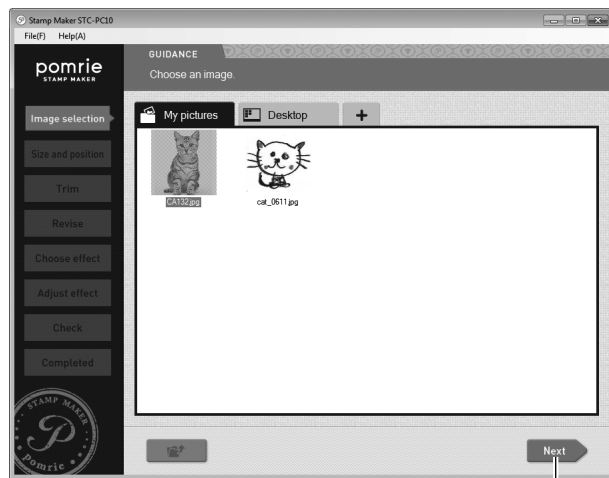 Stamp Maker STC-PC10
File(F) Help(A)
pomrie
STAMP MAKER
GUIDANCE
Choose an image.
Image selection
Size and position
Trim
Revise
Choose effect
Adjust effect
Check
Completed
My pictures
Desktop
+
CA132.jpg
cat_0611.jpg
STAMP MAKER
P
Pomrie
Next